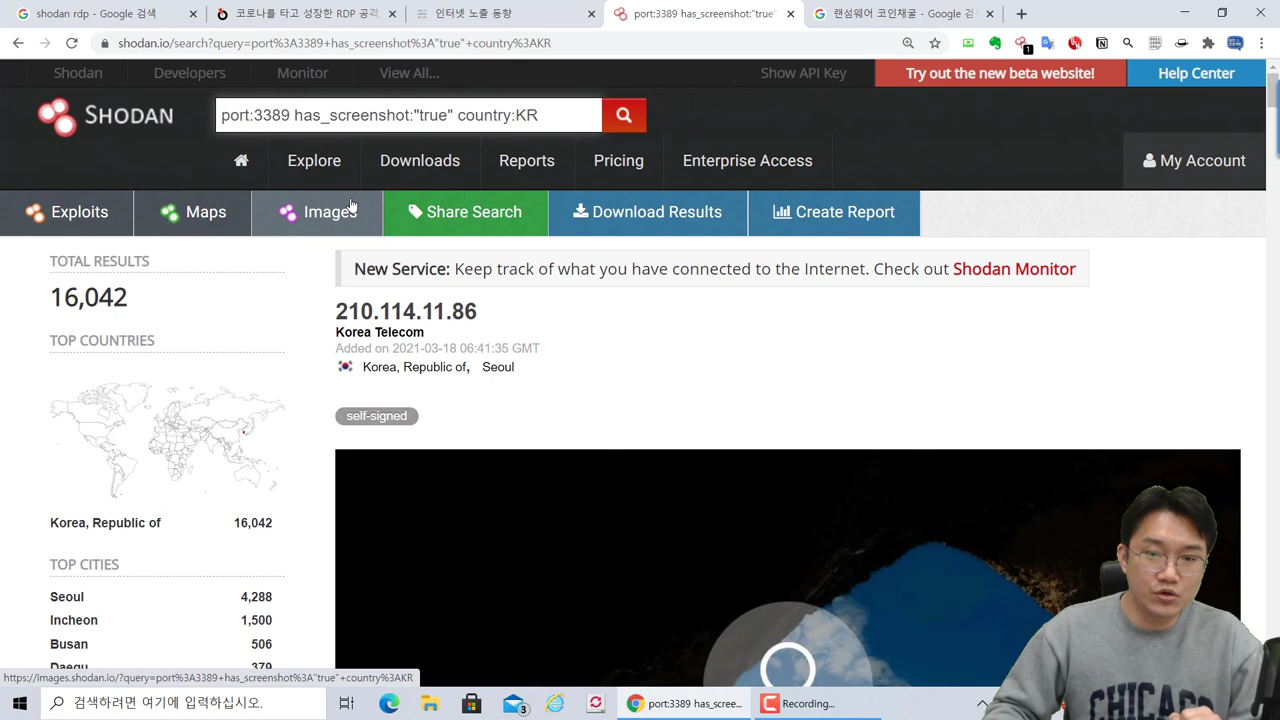 shodan rdp - Google 검색
코로나를 타고 성장한 RDP 공격
인터넷 노출 동향
port:3389 has_screenshot:"true"
랜섬웨어 코인채굴 - Google 검
shodan.io/search?query=port%3A3389+has_screenshot%3A"true"+country%3AKR
1
Shodan
Developers
Monitor
View All...
Show API Key
Try out the new beta website!
Help Center
SHODAN
port:3389 has_screenshot:"true" country:KR
Explore
Downloads
Reports
Pricing
Enterprise Access
My Account
Exploits
Maps
Images
Share Search
Download Results
Create Report
TOTAL RESULTS
16,042
New Service: Keep track of what you have connected to the Internet. Check out Shodan Monitor
210.114.11.86
Korea Telecom
Added on 2021-03-18 06:41:35 GMT
Korea, Republic of, Seoul
self-signed
TOP COUNTRIES
Korea, Republic of 16,042
TOP CITIES
Seoul 4,288
Incheon 1,500
Busan 506
Daegu 379
https://images.shodan.io/?query=port%3A3389+has_screenshot%3A"true"+country%3AKR
검색하려면 여기에 입력하십시오.
3
port:3389 has_scree...
Recording...
CHICAGO